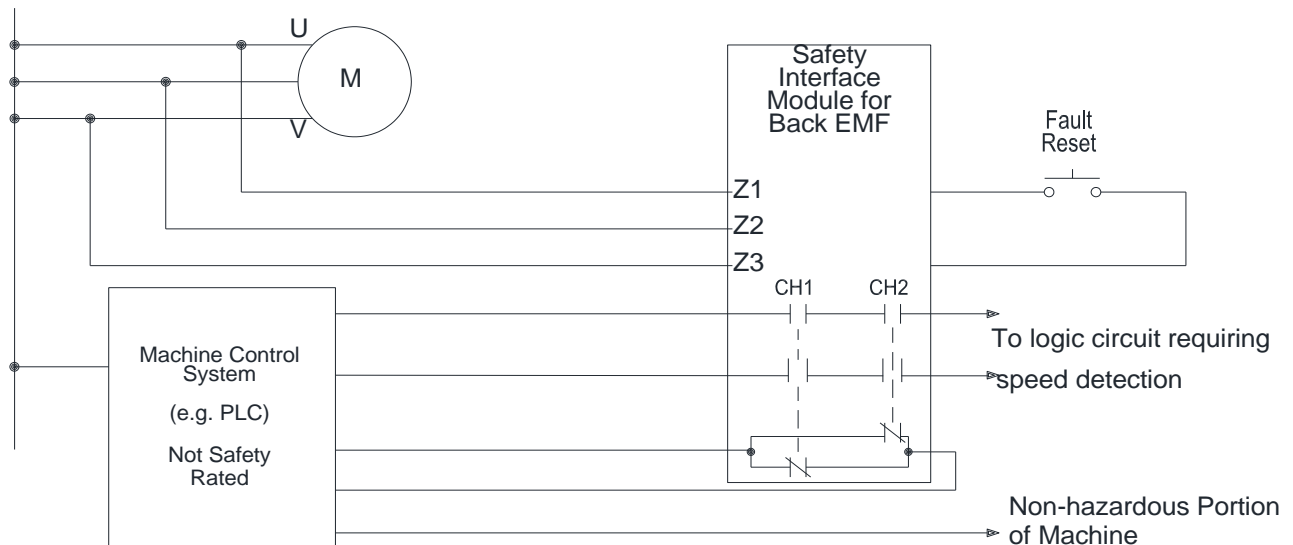 U
M
V
Safety
Interface
Module for
Back EMF
Fault
Reset
Z1
Z2
Z3
CH1
CH2
To logic circuit requiring
speed detection
Machine Control
System
(e.g. PLC)
Not Safety
Rated
Non-hazardous Portion
of Machine